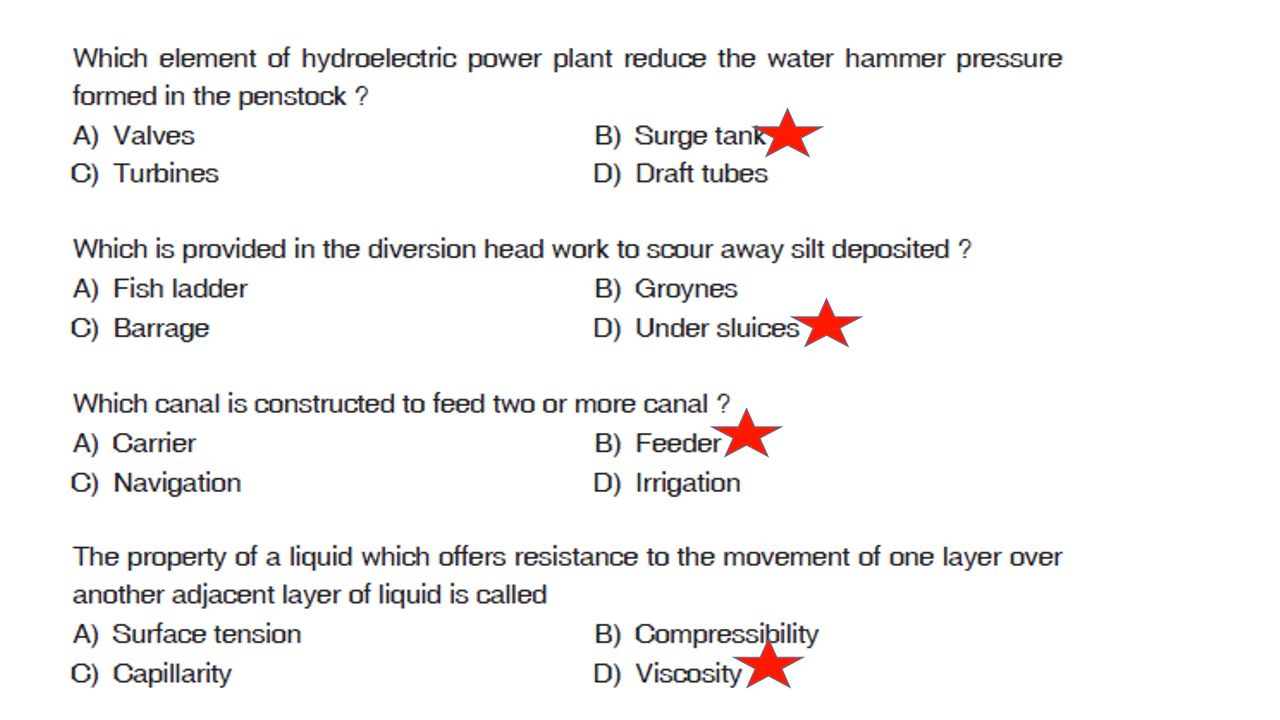 Which element of hydroelectric power plant reduce the water hammer pressure
formed in the penstock ?
A) Valves B) Surge tank
C) Turbines D) Draft tubes
Which is provided in the diversion head work to scour away silt deposited ?
A) Fish ladder B) Groynes
C) Barrage D) Under sluices
Which canal is constructed to feed two or more canal ?
A) Carrier B) Feeder
C) Navigation D) Irrigation
The property of a liquid which offers resistance to the movement of one layer over
another adjacent layer of liquid is called
A) Surface tension B) Compressibility
C) Capillarity D) Viscosity